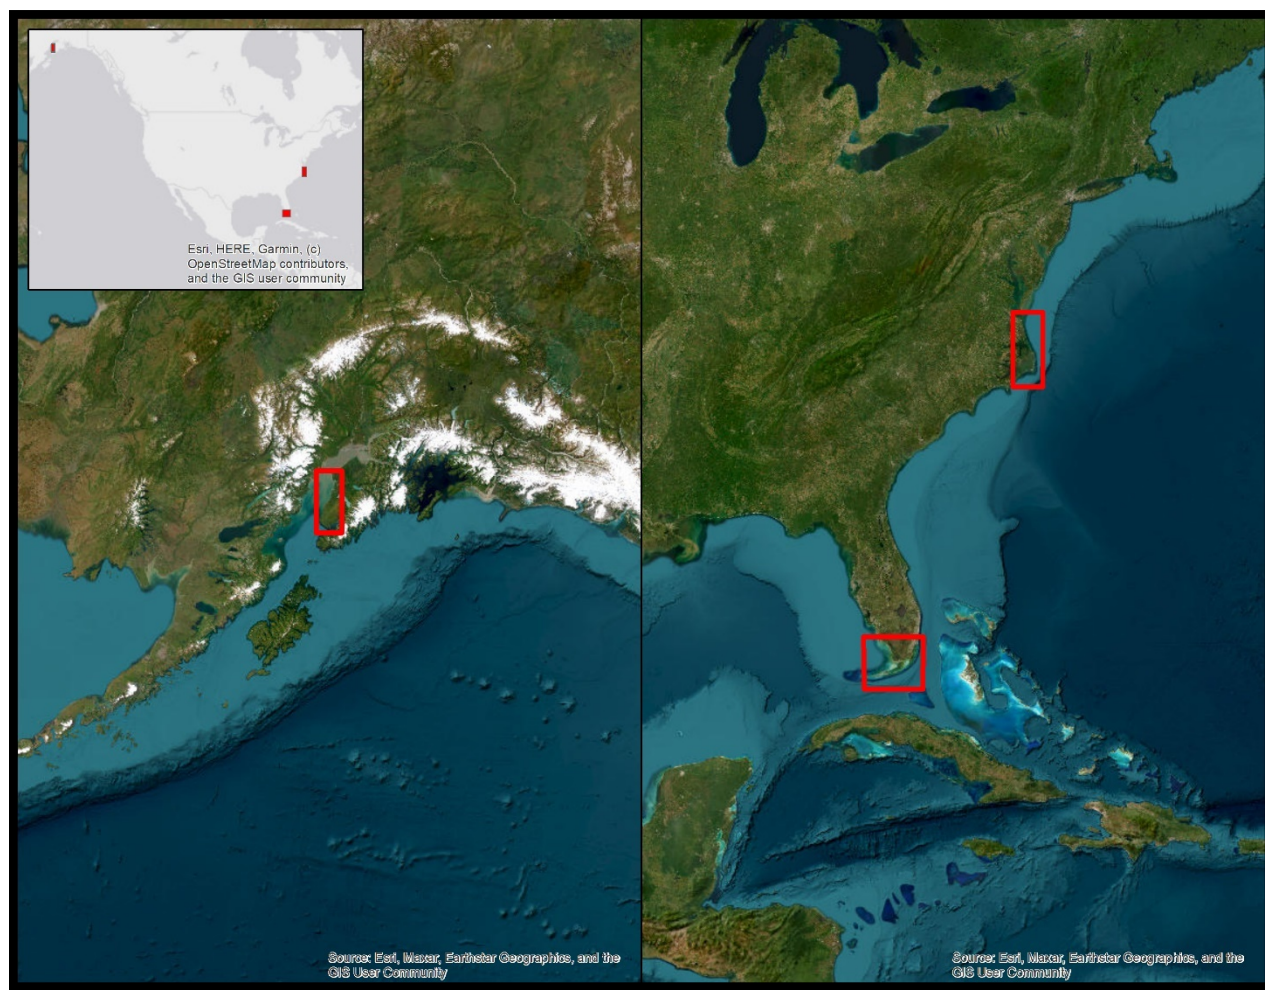 Esri, HERE, Garmin, (c)
OpenStreetMap contributors,
and the GIS user community
Source: Esri, Maxar, Earthstar Geographics, and the
GIS User Community
Source: Esri, Maxar, Earthstar Geographics, and the
GIS User Community